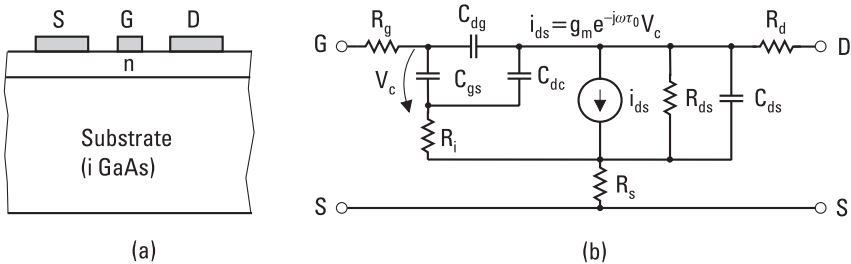 S G D
n
Substrate
(i GaAs)
(a)
C_dg i_ds = g_m e^{-jωτ_0} V_c
R_g R_d
G D
V_c C_gs C_dc i_ds R_ds C_ds
R_i
R_s
S S
(b)